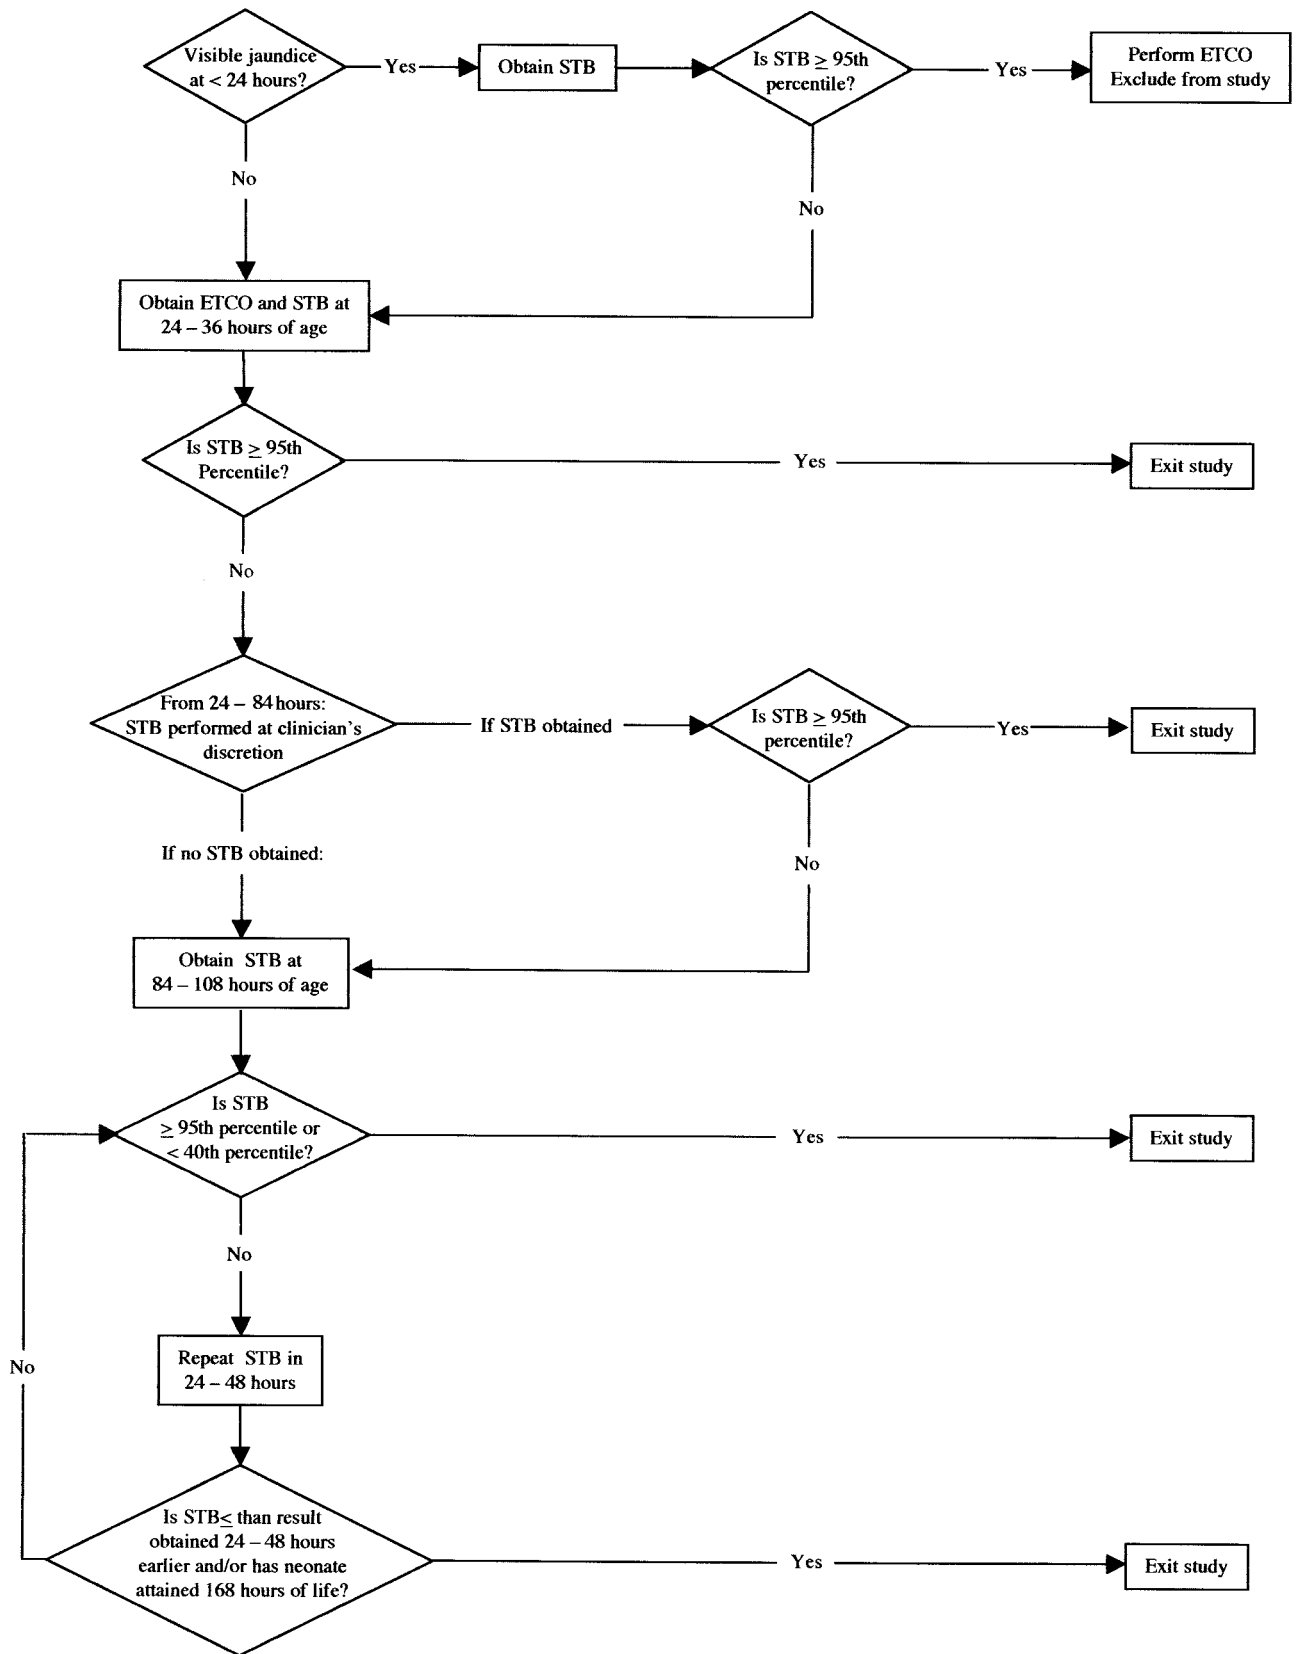 Visible jaundice
at < 24 hours?
Yes
Obtain STB
Is STB ≥ 95th
percentile?
Yes
Perform ETCO
Exclude from study
No
No
Obtain ETCO and STB at
24 – 36 hours of age
Is STB ≥ 95th
Percentile?
Yes
Exit study
No
From 24 – 84 hours:
STB performed at clinician's
discretion
If STB obtained
Is STB ≥ 95th
percentile?
Yes
Exit study
If no STB obtained:
No
Obtain STB at
84 – 108 hours of age
Is STB
≥ 95th percentile or
< 40th percentile?
Yes
Exit study
No
Repeat STB in
24 – 48 hours
No
Is STB≤ than result
obtained 24 – 48 hours
earlier and/or has neonate
attained 168 hours of life?
Yes
Exit study